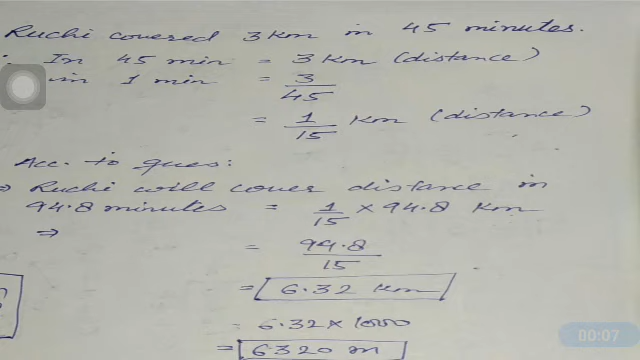 Ruchi covered 3 Km in 45 minutes.
∴ In 45 min = 3 Km (distance)
in 1 min = 3/45
= 1/15 Km (distance)
Acc. to ques:
⇒ Ruchi will cover distance in
94.8 minutes = 1/15 × 94.8 Km
⇒
= 94.8/15
= 6.32 Km
= 6.32 × 1000
= 6320 m
00:07